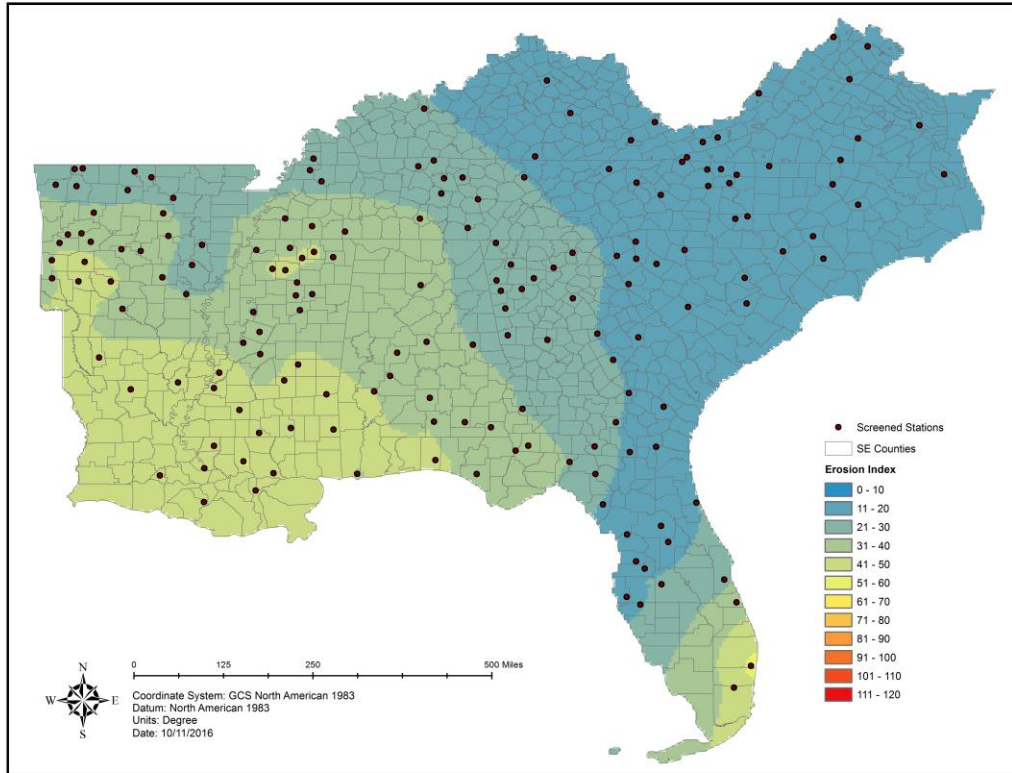 Screened Stations
SE Counties
Erosion Index
0 - 10
11 - 20
21 - 30
31 - 40
41 - 50
51 - 60
61 - 70
71 - 80
81 - 90
91 - 100
101 - 110
111 - 120
N
W E
S
0 125 250 500 Miles
Coordinate System: GCS North American 1983
Datum: North American 1983
Units: Degree
Date: 10/11/2016